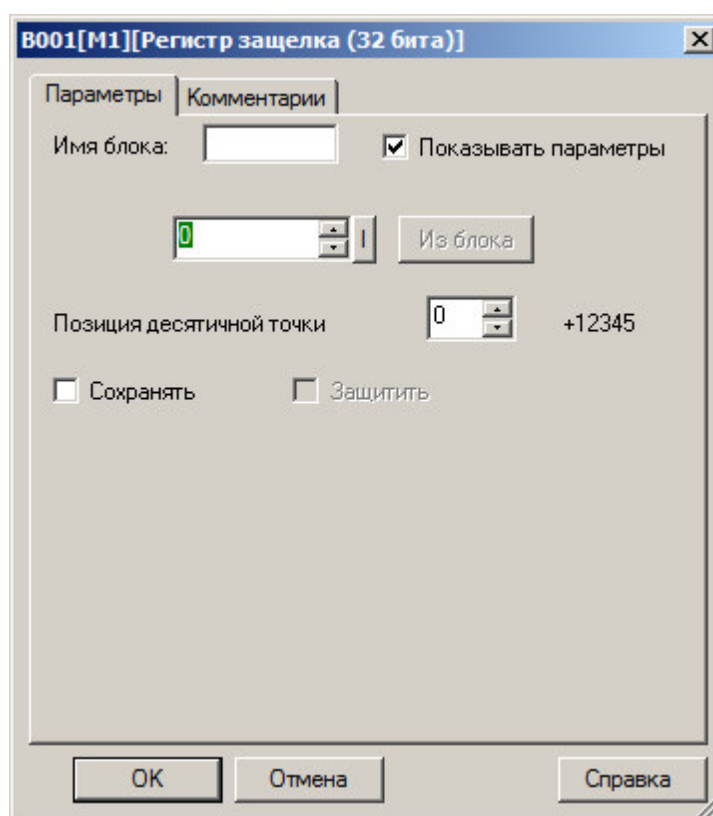 B001[M1][Регистр защелка (32 бита)]
Параметры Комментарии
Имя блока: Показывать параметры
0 I Из блока
Позиция десятичной точки 0 +12345
Сохранять Защитить
OK Отмена Справка